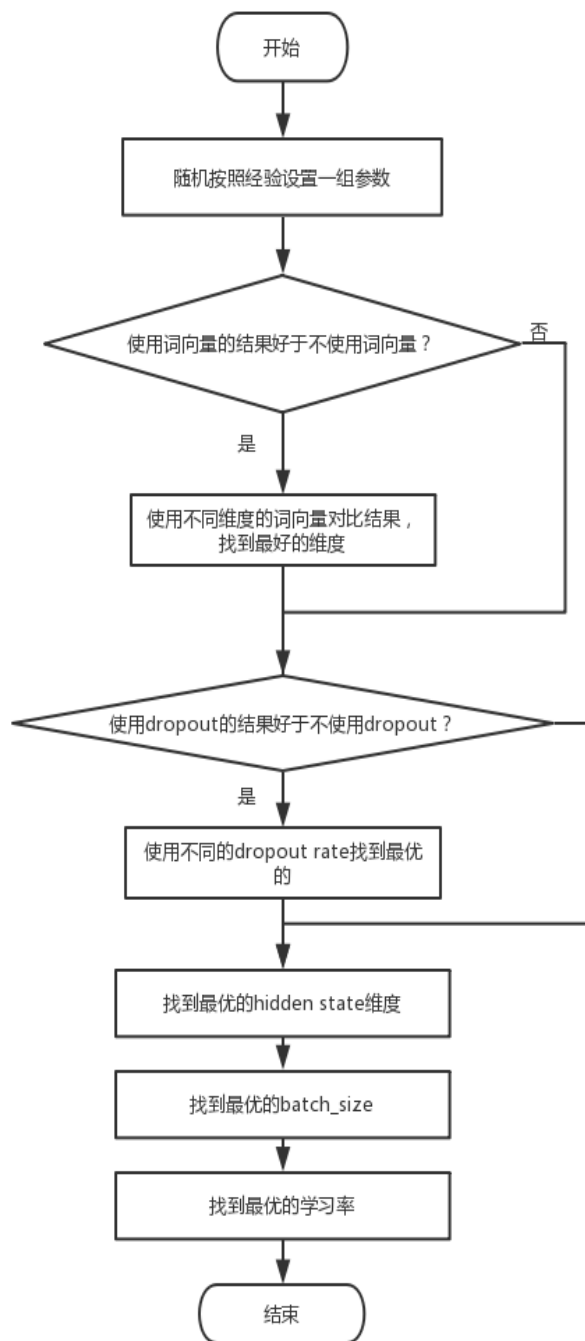 开始
随机按照经验设置一组参数
使用词向量的结果好于不使用词向量？
否
是
使用不同维度的词向量对比结果，
找到最好的维度
使用dropout的结果好于不使用dropout？
是
使用不同的dropout rate找到最优
的
找到最优的hidden state维度
找到最优的batch_size
找到最优的学习率
结束